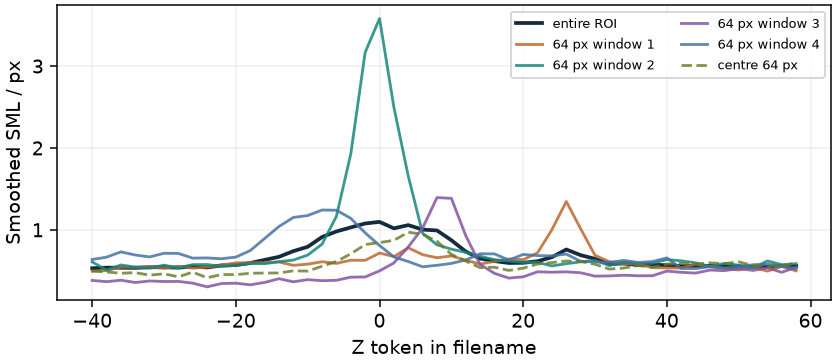 entire ROI
64 px window 1
64 px window 2
64 px window 3
64 px window 4
centre 64 px
Smoothed SML / px
3
2
1
−40
−20
0
20
40
60
Z token in filename